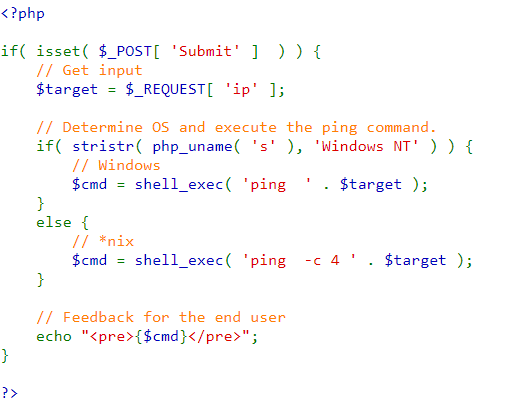 <?php

if( isset( $_POST[ 'Submit' ]  ) ) {
    // Get input
    $target = $_REQUEST[ 'ip' ];

    // Determine OS and execute the ping command.
    if( stristr( php_uname( 's' ), 'Windows NT' ) ) {
        // Windows
        $cmd = shell_exec( 'ping  ' . $target );
    }
    else {
        // *nix
        $cmd = shell_exec( 'ping  -c 4 ' . $target );
    }

    // Feedback for the end user
    echo "<pre>{$cmd}</pre>";
}

?>